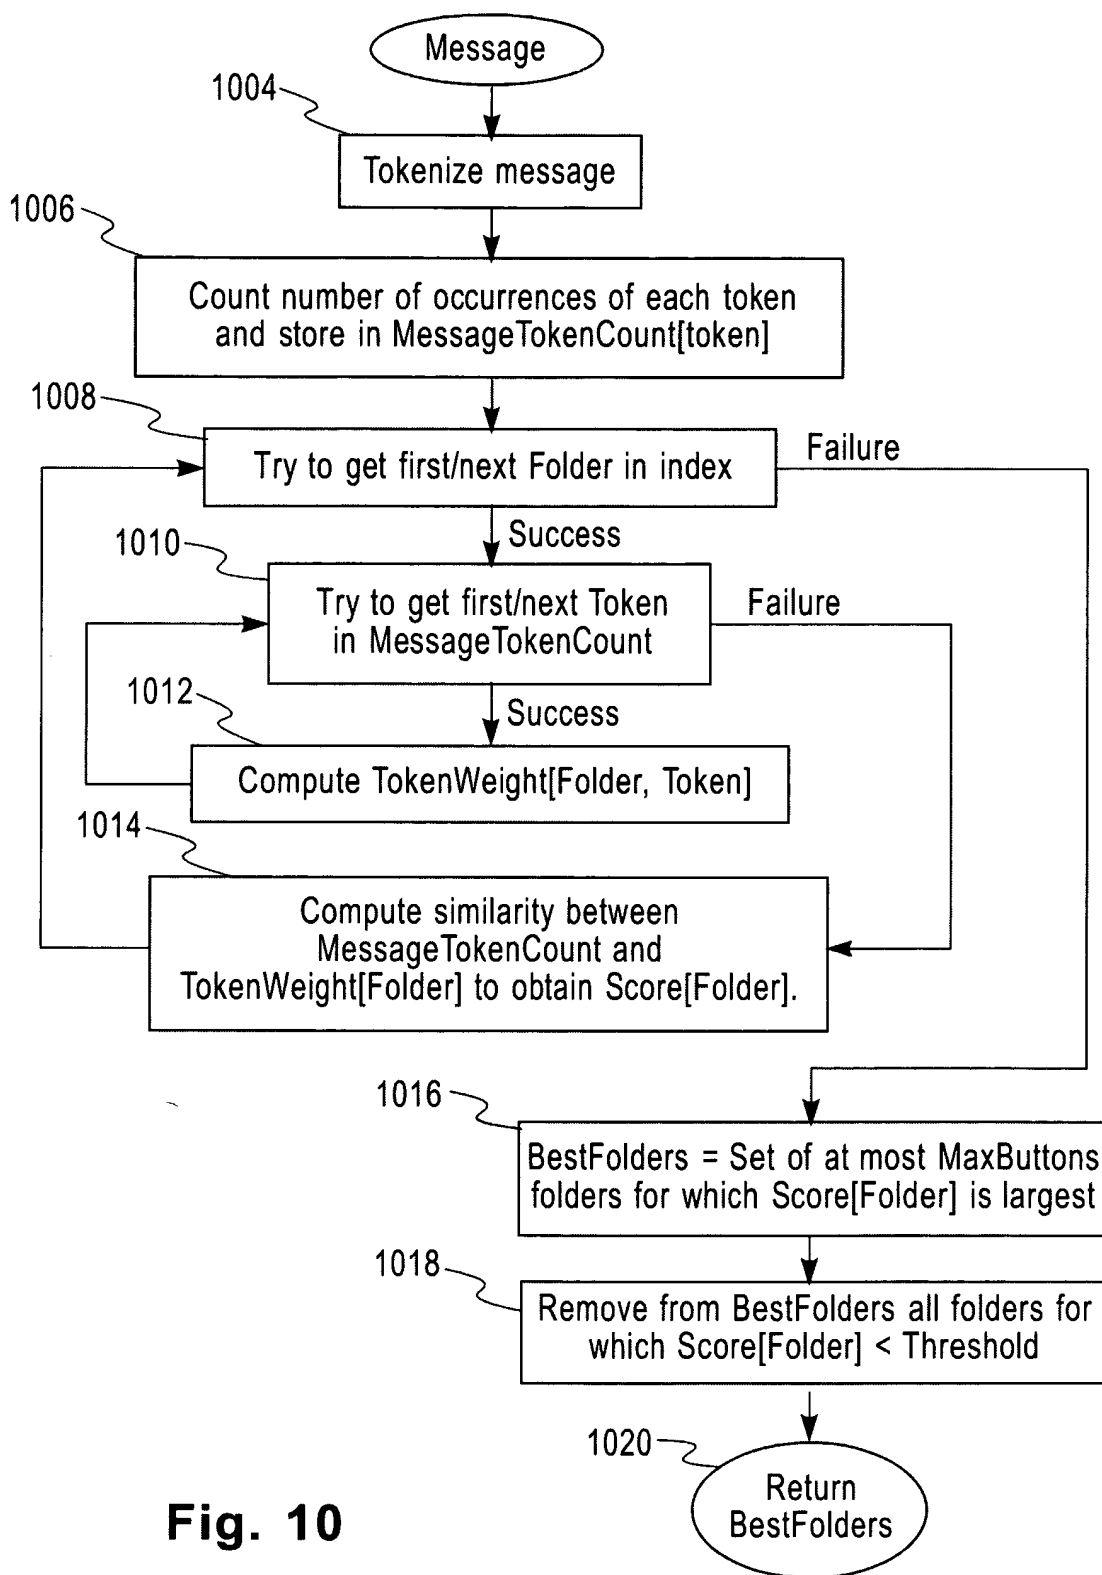 Message
1004
Tokenize message
1006
Count number of occurrences of each token
and store in MessageTokenCount[token]
1008
Try to get first/next Folder in index
Failure
Success
1010
Try to get first/next Token
in MessageTokenCount
Failure
1012
Success
Compute TokenWeight[Folder, Token]
1014
Compute similarity between
MessageTokenCount and
TokenWeight[Folder] to obtain Score[Folder].
1016
BestFolders = Set of at most MaxButtons
folders for which Score[Folder] is largest
1018
Remove from BestFolders all folders for
which Score[Folder] < Threshold
1020
Return
BestFolders
Fig. 10